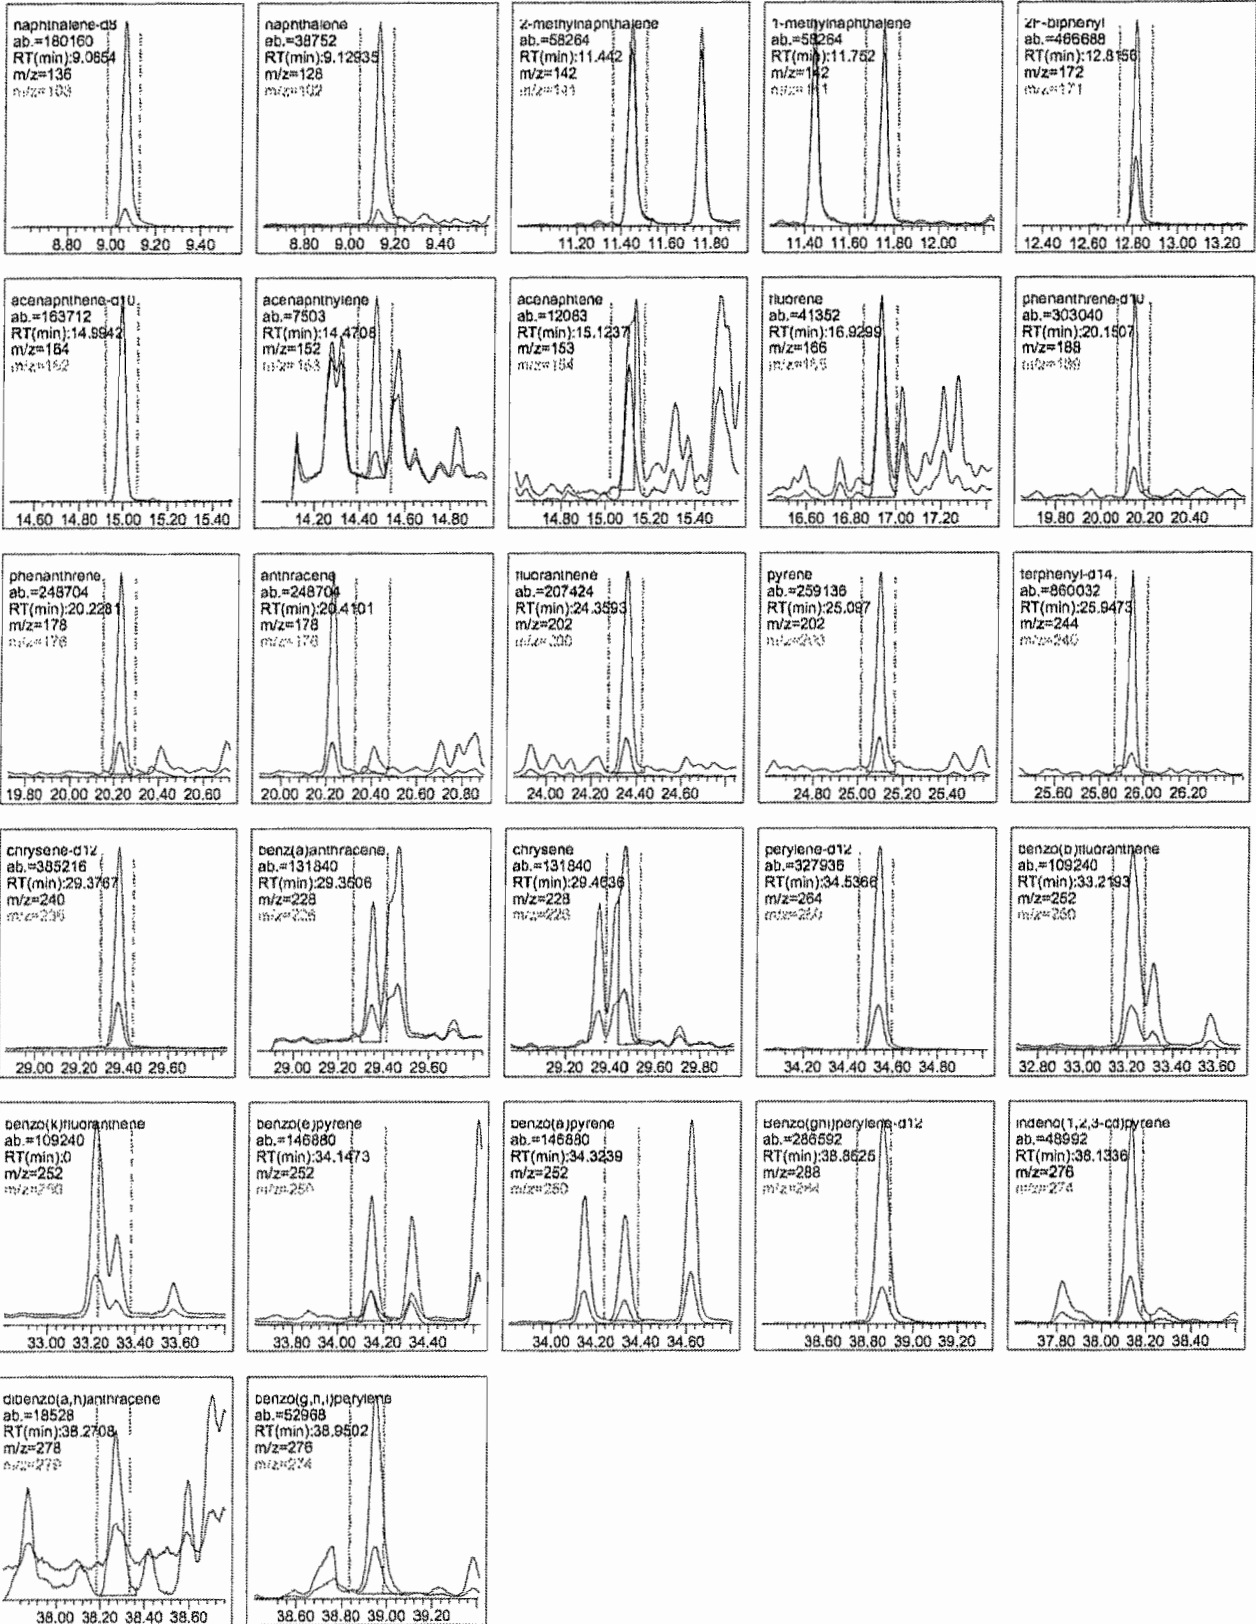 naphthalene-d8
ab.=180160
RT(min):9.0654
m/z=136
8.80 9.00 9.20 9.40
naphthalene
ab.=38752
RT(min):9.12935
m/z=128
m/z=102
8.80 9.00 9.20 9.40
2-methylnaphthalene
ab.=58264
RT(min):11.442
m/z=142
m/z=141
11.20 11.40 11.60 11.80
1-methylnaphthalene
ab.=58264
RT(min):11.752
m/z=142
11.40 11.60 11.80 12.00
2F-biphenyl
ab.=466688
RT(min):12.8156
m/z=172
m/z=171
12.40 12.60 12.80 13.00 13.20
acenaphthene-d10
ab.=163712
RT(min):14.9942
m/z=164
m/z=162
14.60 14.80 15.00 15.20 15.40
acenaphthylene
ab.=7503
RT(min):14.4708
m/z=152
m/z=153
14.20 14.40 14.60 14.80
acenaphtene
ab.=12083
RT(min):15.1237
m/z=153
m/z=154
14.80 15.00 15.20 15.40
fluorene
ab.=41352
RT(min):16.9299
m/z=166
m/z=165
16.60 16.80 17.00 17.20
phenanthrene-d10
ab.=303040
RT(min):20.1507
m/z=188
m/z=189
19.80 20.00 20.20 20.40
phenanthrene
ab.=248704
RT(min):20.2281
m/z=178
m/z=176
19.80 20.00 20.20 20.40 20.60
anthracene
ab.=248704
RT(min):20.4101
m/z=178
m/z=176
20.00 20.20 20.40 20.60 20.80
fluoranthene
ab.=207424
RT(min):24.3593
m/z=202
m/z=200
24.00 24.20 24.40 24.60
pyrene
ab.=259136
RT(min):25.097
m/z=202
24.80 25.00 25.20 25.40
terphenyl-d14
ab.=860032
RT(min):25.9473
m/z=244
m/z=240
25.60 25.80 26.00 26.20
chrysene-d12
ab.=385216
RT(min):29.3767
m/z=240
m/z=236
29.00 29.20 29.40 29.60
benz(a)anthracene
ab.=131840
RT(min):29.3506
m/z=228
m/z=226
29.00 29.20 29.40 29.60
chrysene
ab.=131840
RT(min):29.4636
m/z=228
m/z=226
29.20 29.40 29.60 29.80
perylene-d12
ab.=327936
RT(min):34.5366
m/z=264
m/z=260
34.20 34.40 34.60 34.80
benzo(b)fluoranthene
ab.=109240
RT(min):33.2193
m/z=252
m/z=250
32.80 33.00 33.20 33.40 33.60
benzo(k)fluoranthene
ab.=109240
RT(min):0
m/z=252
m/z=250
33.00 33.20 33.40 33.60
benzo(e)pyrene
ab.=146880
RT(min):34.1473
m/z=252
m/z=250
33.80 34.00 34.20 34.40
benzo(a)pyrene
ab.=146880
RT(min):34.3239
m/z=252
m/z=250
34.00 34.20 34.40 34.60
Benzo(ghi)perylene-d12
ab.=286592
RT(min):38.8625
m/z=288
m/z=284
38.60 38.80 39.00 39.20
indeno(1,2,3-cd)pyrene
ab.=48992
RT(min):38.1336
m/z=276
m/z=274
37.80 38.00 38.20 38.40
dibenzo(a,h)anthracene
ab.=18528
RT(min):38.2708
m/z=278
m/z=279
38.00 38.20 38.40 38.60
benzo(g,h,i)perylene
ab.=52968
RT(min):38.9502
m/z=276
m/z=274
38.60 38.80 39.00 39.20